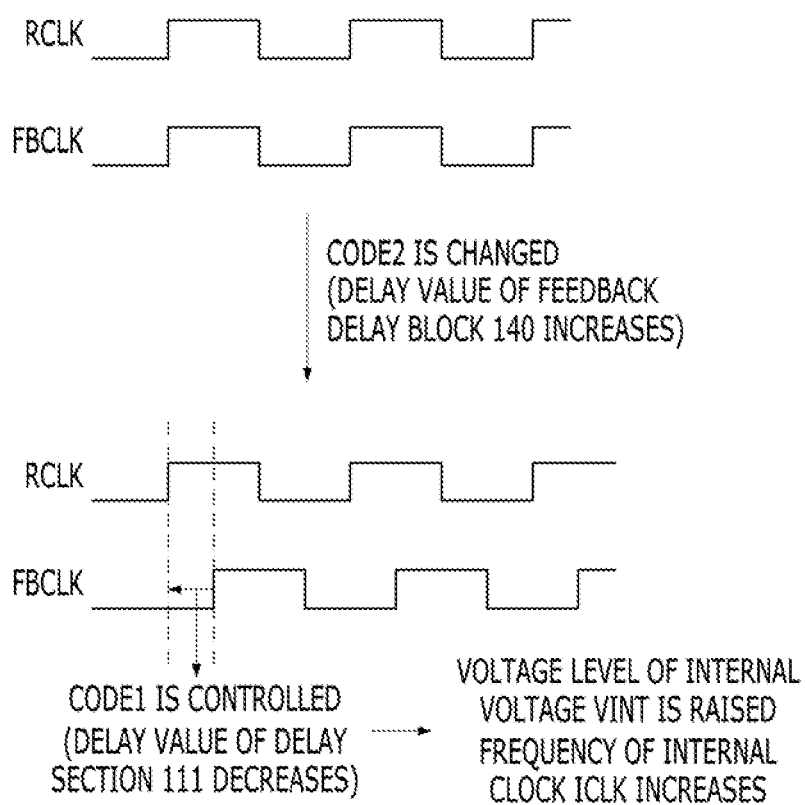 RCLK
FBCLK
CODE2 IS CHANGED
(DELAY VALUE OF FEEDBACK
DELAY BLOCK 140 INCREASES)
RCLK
FBCLK
CODE1 IS CONTROLLED
(DELAY VALUE OF DELAY
SECTION 111 DECREASES)
VOLTAGE LEVEL OF INTERNAL
VOLTAGE VINT IS RAISED
FREQUENCY OF INTERNAL
CLOCK ICLK INCREASES